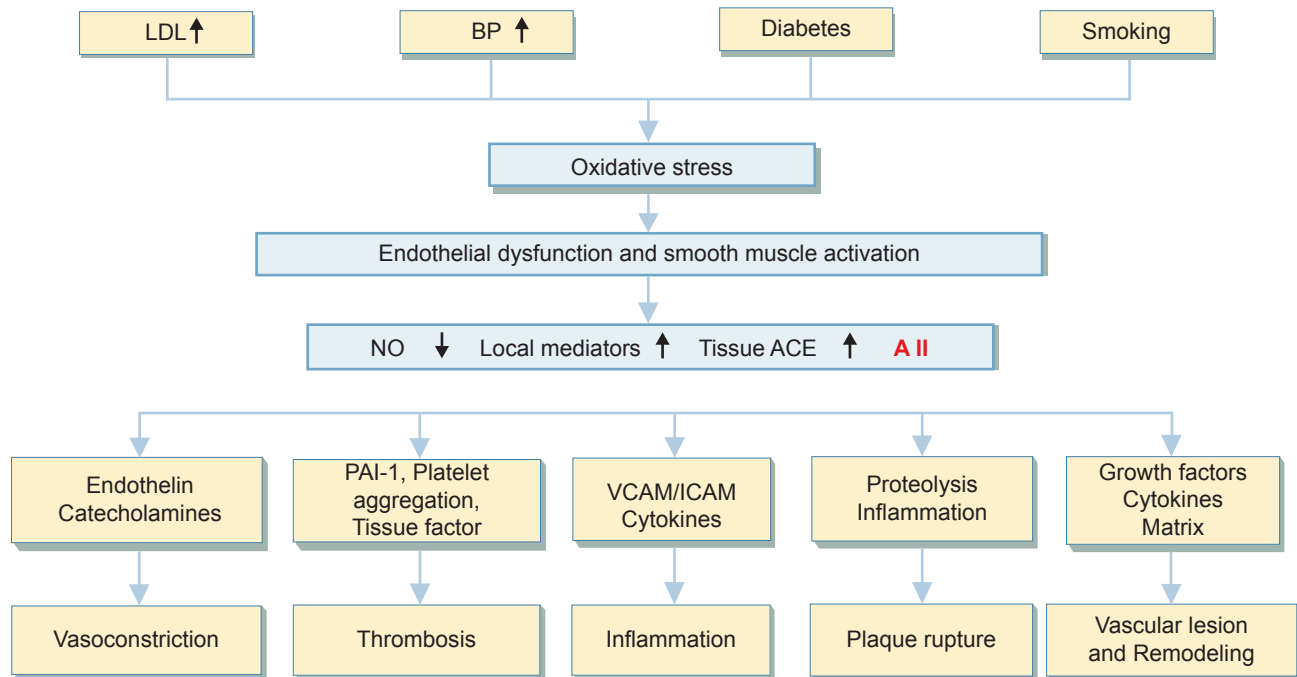 LDL ↑
BP ↑
Diabetes
Smoking
Oxidative stress
Endothelial dysfunction and smooth muscle activation
NO ↓ Local mediators ↑ Tissue ACE ↑ A II
Endothelin
Catecholamines
PAI-1, Platelet
aggregation,
Tissue factor
VCAM/ICAM
Cytokines
Proteolysis
Inflammation
Growth factors
Cytokines
Matrix
Vasoconstriction
Thrombosis
Inflammation
Plaque rupture
Vascular lesion
and Remodeling